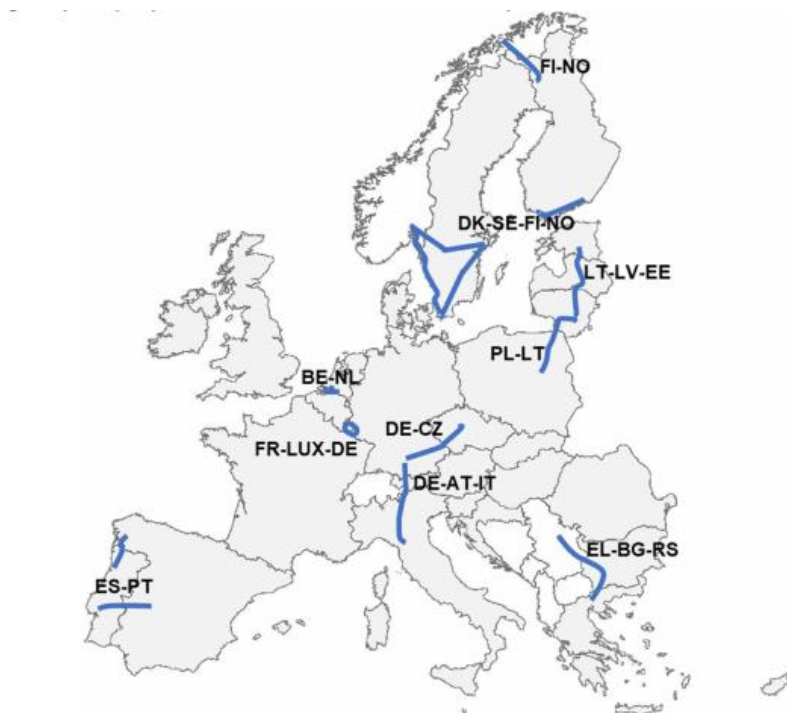 FI-NO
DK-SE-FI-NO
LT-LV-EE
PL-LT
BE-NL
DE-CZ
FR-LUX-DE
DE-AT-IT
EL-BG-RS
ES-PT